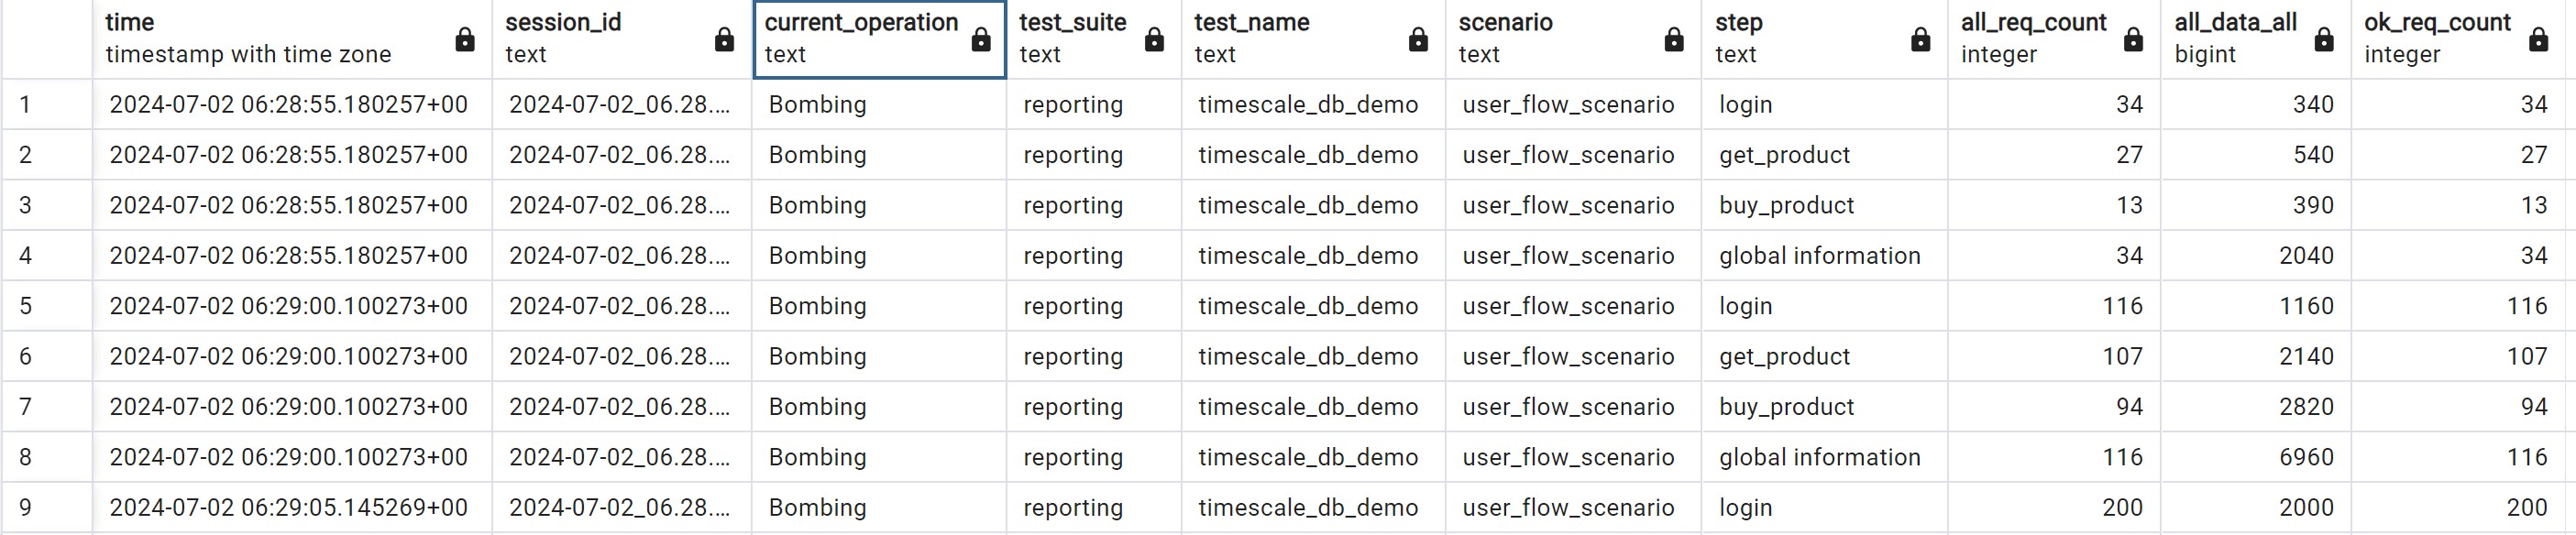 time session_id current_operation test_suite test_name scenario step all_req_count all_data_all ok_req_count
timestamp with time zone text text text text text text integer bigint integer
1 2024-07-02 06:28:55.180257+00 2024-07-02_06.28.... Bombing reporting timescale_db_demo user_flow_scenario login 34 340 34
2 2024-07-02 06:28:55.180257+00 2024-07-02_06.28.... Bombing reporting timescale_db_demo user_flow_scenario get_product 27 540 27
3 2024-07-02 06:28:55.180257+00 2024-07-02_06.28.... Bombing reporting timescale_db_demo user_flow_scenario buy_product 13 390 13
4 2024-07-02 06:28:55.180257+00 2024-07-02_06.28.... Bombing reporting timescale_db_demo user_flow_scenario global information 34 2040 34
5 2024-07-02 06:29:00.100273+00 2024-07-02_06.28.... Bombing reporting timescale_db_demo user_flow_scenario login 116 1160 116
6 2024-07-02 06:29:00.100273+00 2024-07-02_06.28.... Bombing reporting timescale_db_demo user_flow_scenario get_product 107 2140 107
7 2024-07-02 06:29:00.100273+00 2024-07-02_06.28.... Bombing reporting timescale_db_demo user_flow_scenario buy_product 94 2820 94
8 2024-07-02 06:29:00.100273+00 2024-07-02_06.28.... Bombing reporting timescale_db_demo user_flow_scenario global information 116 6960 116
9 2024-07-02 06:29:05.145269+00 2024-07-02_06.28.... Bombing reporting timescale_db_demo user_flow_scenario login 200 2000 200